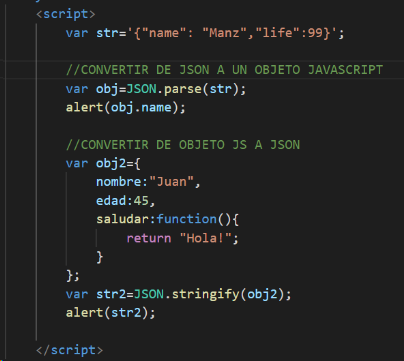 <script>
var str='{"name": "Manz","life":99}';
//CONVERTIR DE JSON A UN OBJETO JAVASCRIPT
var obj=JSON.parse(str);
alert(obj.name);
//CONVERTIR DE OBJETO JS A JSON
var obj2={
nombre:"Juan",
edad:45,
saludar:function(){
return "Hola!";
}
};
var str2=JSON.stringify(obj2);
alert(str2);
</script>